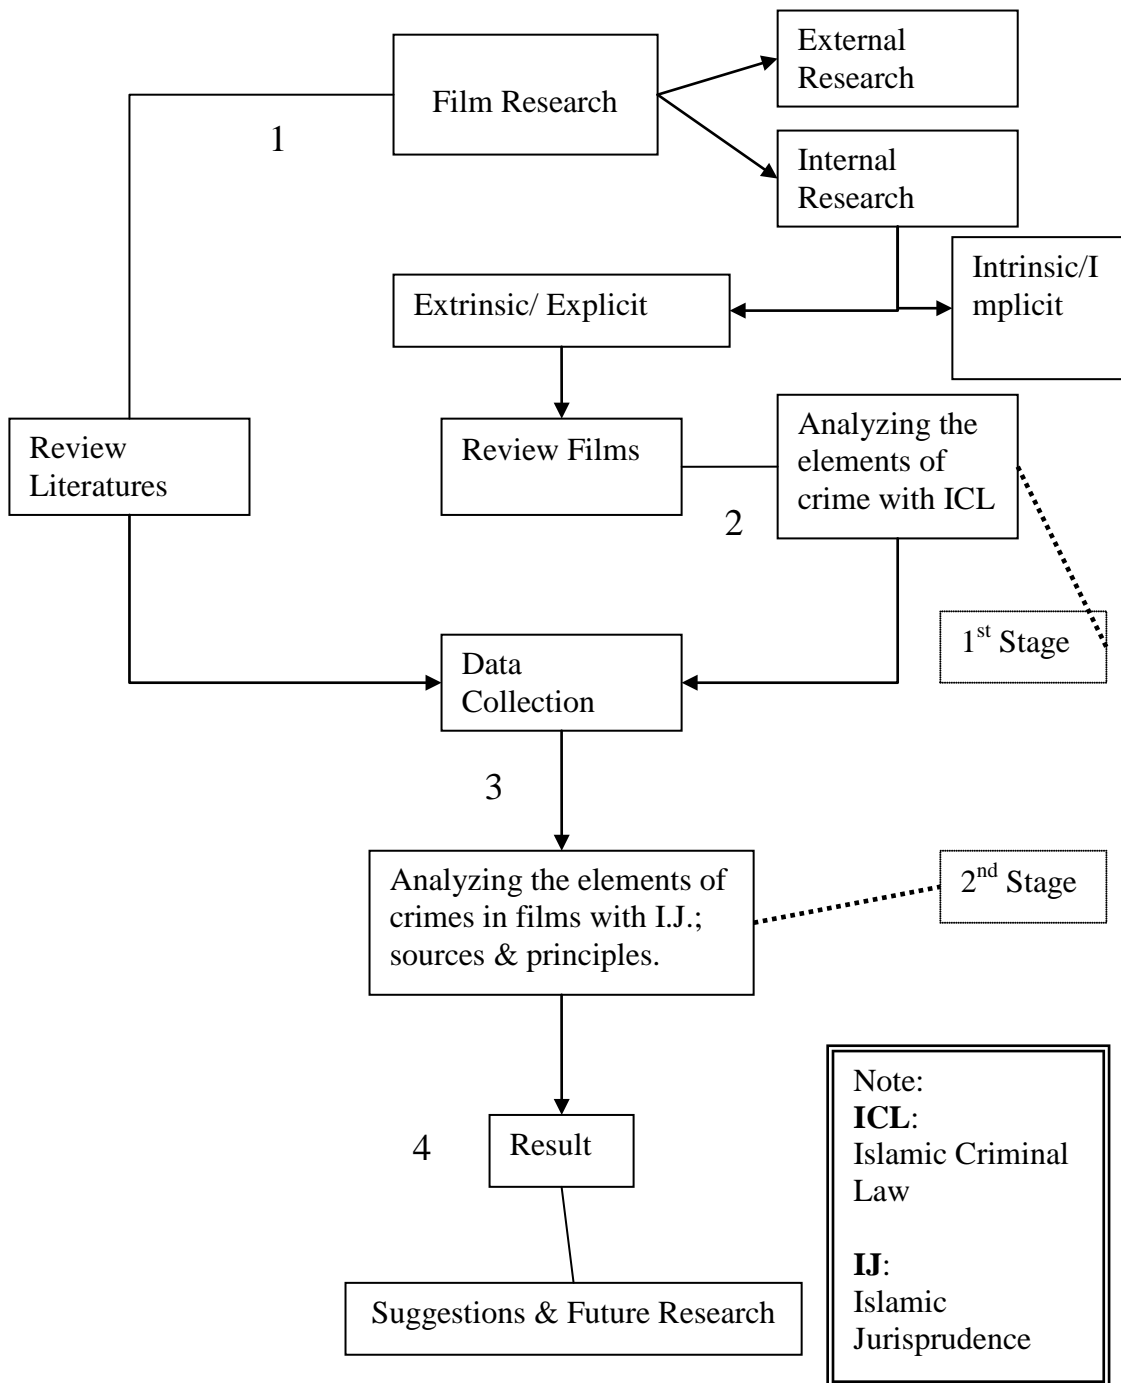 External
Research
Film Research
1
Internal
Research
Intrinsic/I
mplicit
Extrinsic/ Explicit
Review
Literatures
Review Films
Analyzing the
elements of
crime with ICL
2
1st Stage
Data
Collection
3
Analyzing the elements of
crimes in films with I.J.;
sources & principles.
2nd Stage
4
Result
Suggestions & Future Research
Note:
ICL:
Islamic Criminal
Law
IJ:
Islamic
Jurisprudence